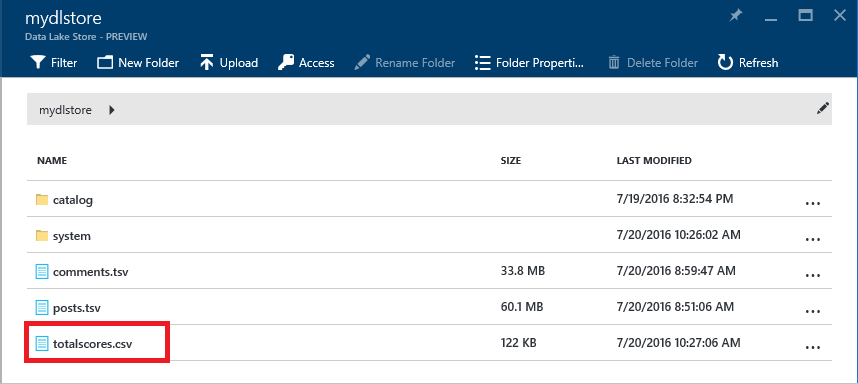 mydlstore
Data Lake Store - PREVIEW
Filter New Folder Upload Access Rename Folder Folder Properti... Delete Folder Refresh
mydlstore
NAME SIZE LAST MODIFIED
catalog 7/19/2016 8:32:54 PM ...
system 7/20/2016 10:26:02 AM ...
comments.tsv 33.8 MB 7/20/2016 8:59:47 AM ...
posts.tsv 60.1 MB 7/20/2016 8:51:06 AM ...
totalscores.csv 122 KB 7/20/2016 10:27:06 AM ...